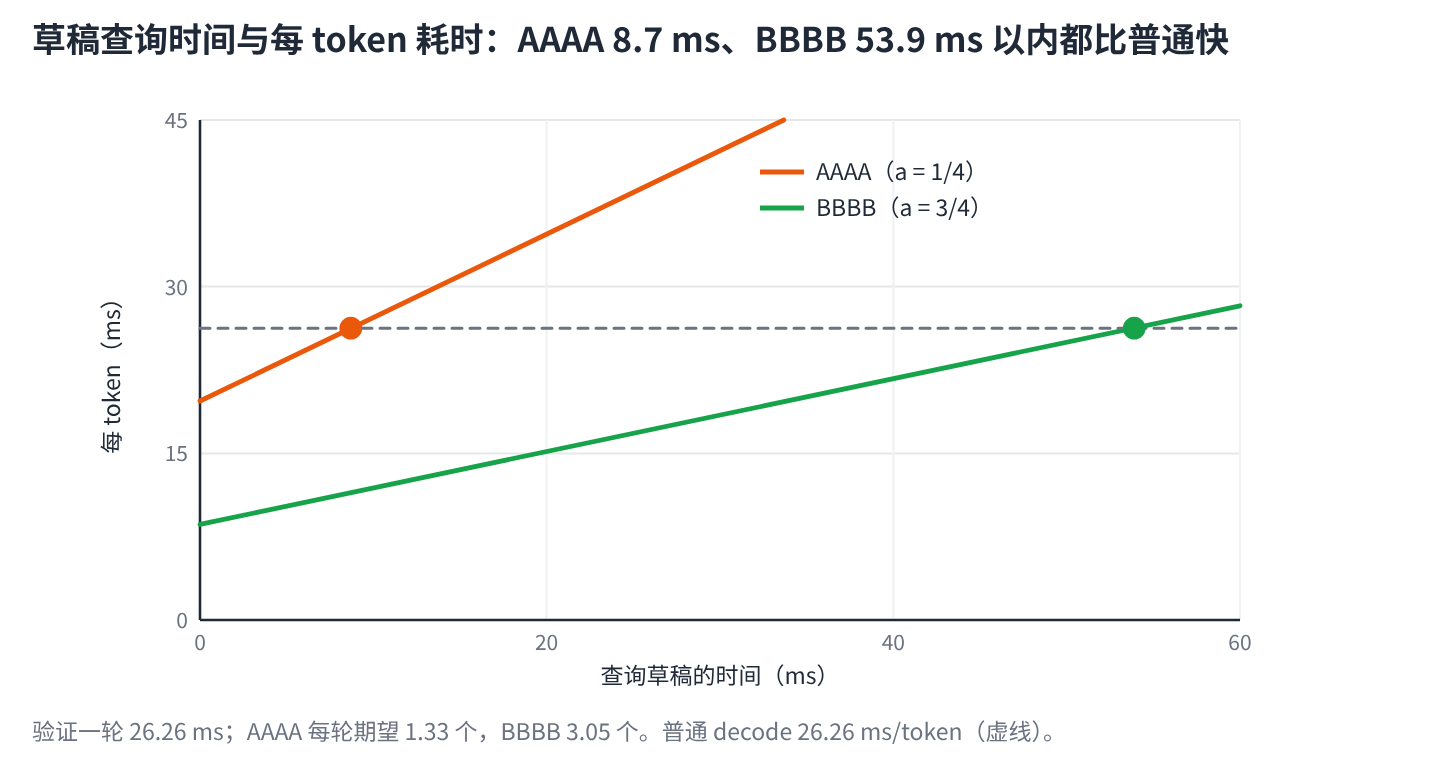 草稿查询时间与每 token 耗时：AAAA 8.7 ms、BBBB 53.9 ms 以内都比普通快
45
30
15
0
每 token（ms）
AAAA（a = 1/4）
BBBB（a = 3/4）
0
20
40
60
查询草稿的时间（ms）
验证一轮 26.26 ms；AAAA 每轮期望 1.33 个，BBBB 3.05 个。普通 decode 26.26 ms/token（虚线）。